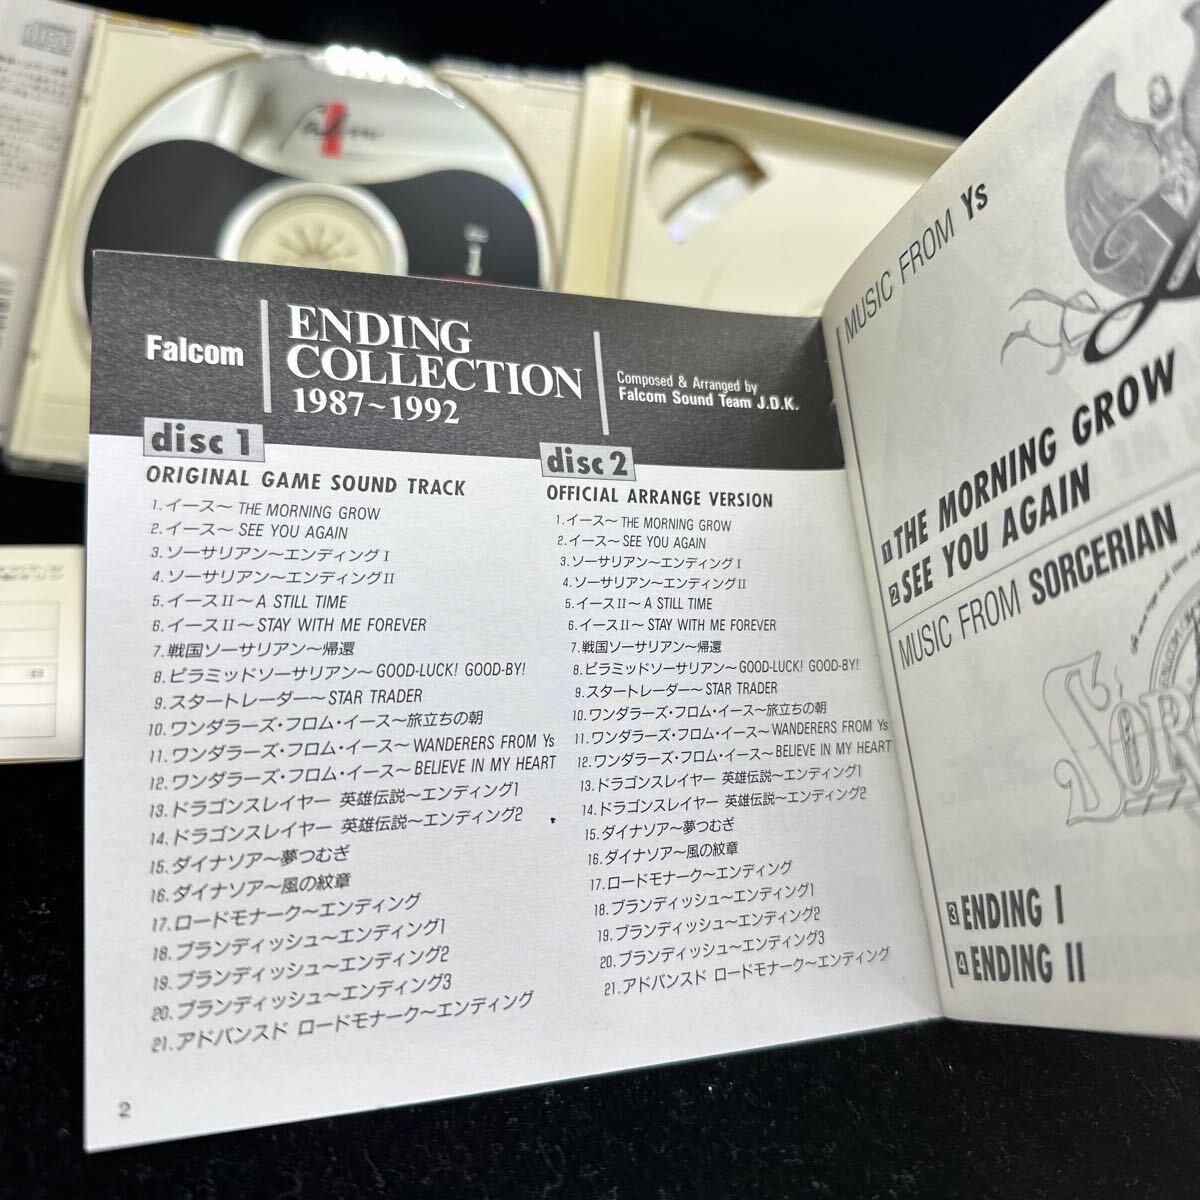 Falcom
ENDING
COLLECTION
1987~1992
Composed & Arranged by
Falcom Sound Team J.D.K.
disc 1
ORIGINAL GAME SOUND TRACK
1.イース〜 THE MORNING GROW
2.イース〜 SEE YOU AGAIN
3.ソーサリアン〜エンディングI
4.ソーサリアン〜エンディングII
5.イースII〜 A STILL TIME
6.イースII〜 STAY WITH ME FOREVER
7.戦国ソーサリアン〜帰還
8.ピラミッドソーサリアン〜 GOOD-LUCK! GOOD-BY!
9.スタートレーダー〜 STAR TRADER
10.ワンダラーズ・フロム・イース〜旅立ちの朝
11.ワンダラーズ・フロム・イース〜 WANDERERS FROM Ys
12.ワンダラーズ・フロム・イース〜 BELIEVE IN MY HEART
13.ドラゴンスレイヤー 英雄伝説〜エンディング1
14.ドラゴンスレイヤー 英雄伝説〜エンディング2
15.ダイナソア〜夢つむぎ
16.ダイナソア〜風の紋章
17.ロードモナーク〜エンディング
18.ブランディッシュ〜エンディング1
19.ブランディッシュ〜エンディング2
20.ブランディッシュ〜エンディング3
21.アドバンスド ロードモナーク〜エンディング
disc 2
OFFICIAL ARRANGE VERSION
1.イース〜 THE MORNING GROW
2.イース〜 SEE YOU AGAIN
3.ソーサリアン〜エンディングI
4.ソーサリアン〜エンディングII
5.イースII〜 A STILL TIME
6.イースII〜 STAY WITH ME FOREVER
7.戦国ソーサリアン〜帰還
8.ピラミッドソーサリアン〜 GOOD-LUCK! GOOD-BY!
9.スタートレーダー〜 STAR TRADER
10.ワンダラーズ・フロム・イース〜旅立ちの朝
11.ワンダラーズ・フロム・イース〜 WANDERERS FROM Ys
12.ワンダラーズ・フロム・イース〜 BELIEVE IN MY HEART
13.ドラゴンスレイヤー 英雄伝説〜エンディング1
14.ドラゴンスレイヤー 英雄伝説〜エンディング2
15.ダイナソア〜夢つむぎ
16.ダイナソア〜風の紋章
17.ロードモナーク〜エンディング
18.ブランディッシュ〜エンディング1
19.ブランディッシュ〜エンディング2
20.ブランディッシュ〜エンディング3
21.アドバンスド ロードモナーク〜エンディング
2
MUSIC FROM Ys
1 THE MORNING GROW
2 SEE YOU AGAIN
MUSIC FROM SORCERIAN
3 ENDING I
4 ENDING II